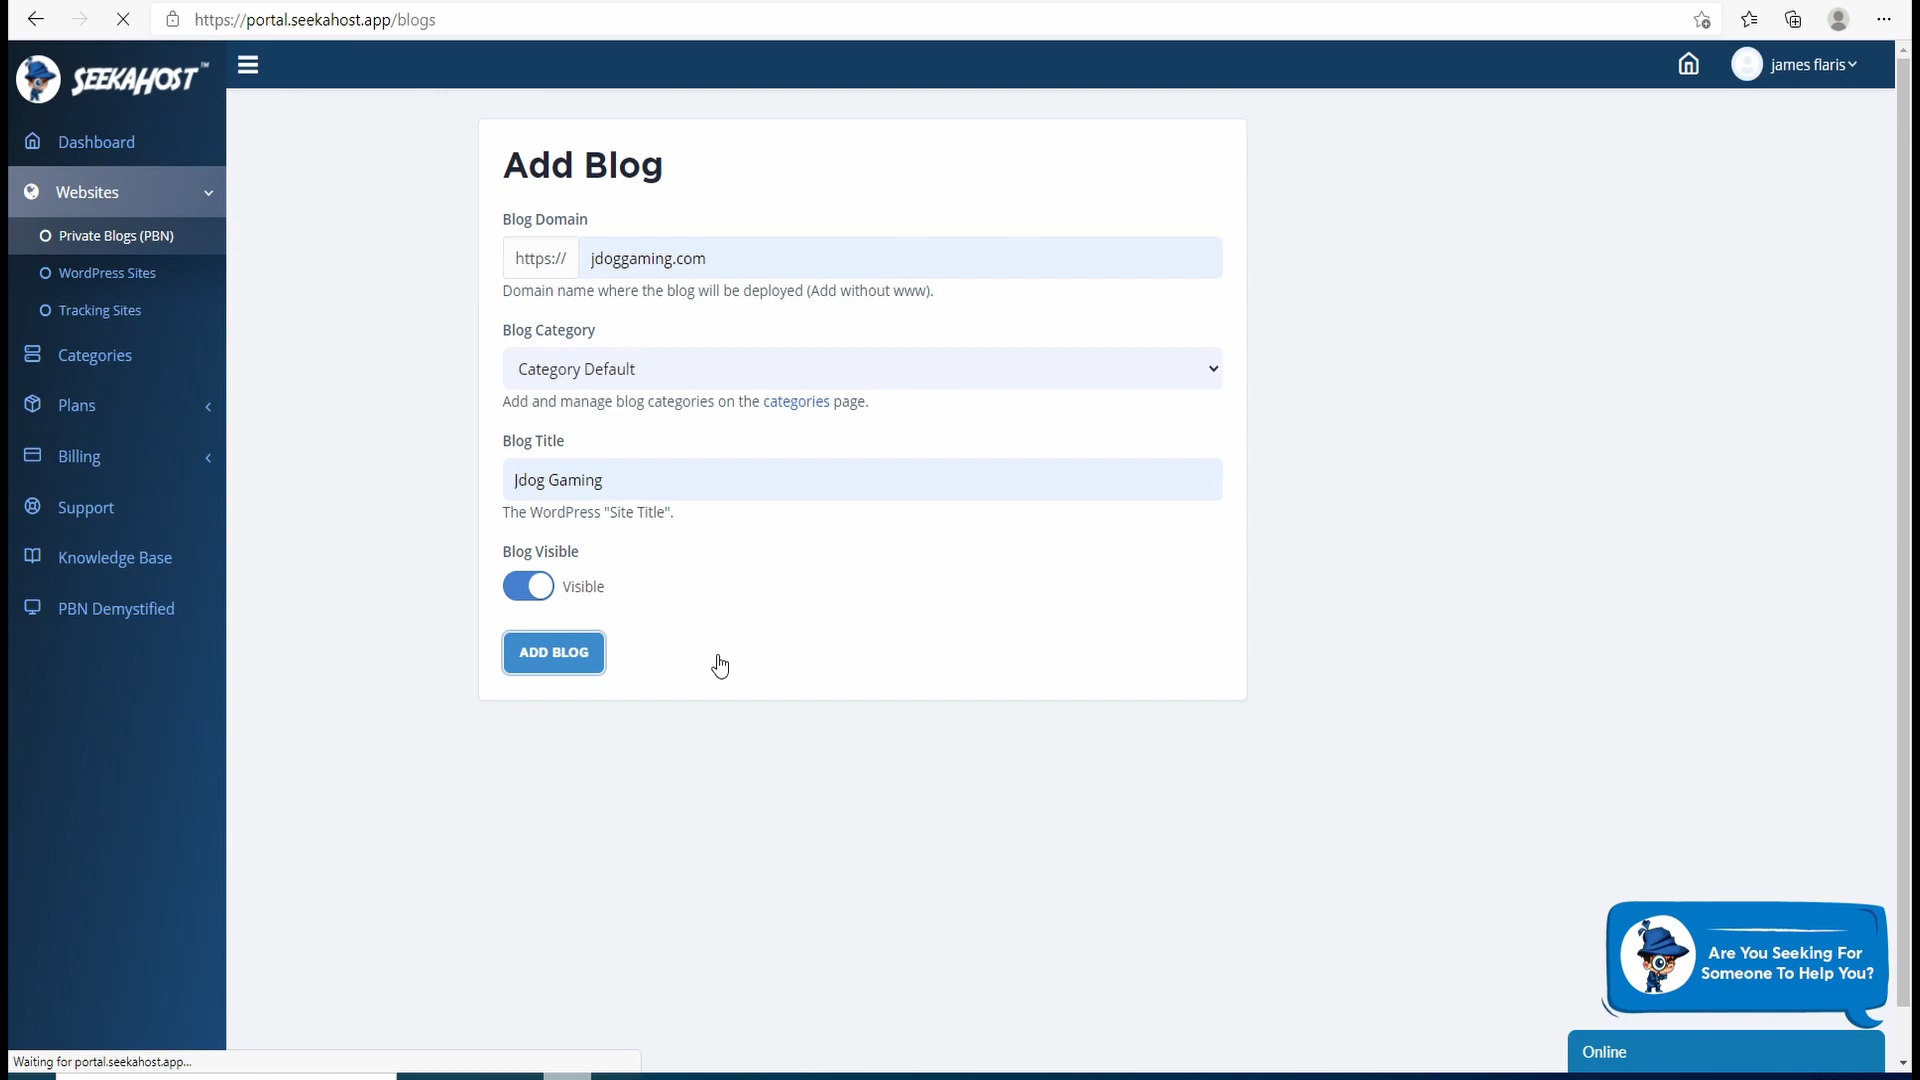 https://portal.seekahost.app/blogs
SEEKAHOST™
james flaris
Dashboard
Websites
Private Blogs (PBN)
WordPress Sites
Tracking Sites
Categories
Plans
Billing
Support
Knowledge Base
PBN Demystified
Add Blog
Blog Domain
https:// jdoggaming.com
Domain name where the blog will be deployed (Add without www).
Blog Category
Category Default
Add and manage blog categories on the categories page.
Blog Title
Jdog Gaming
The WordPress "Site Title".
Blog Visible
Visible
ADD BLOG
Are You Seeking For
Someone To Help You?
Online
Waiting for portal.seekahost.app...